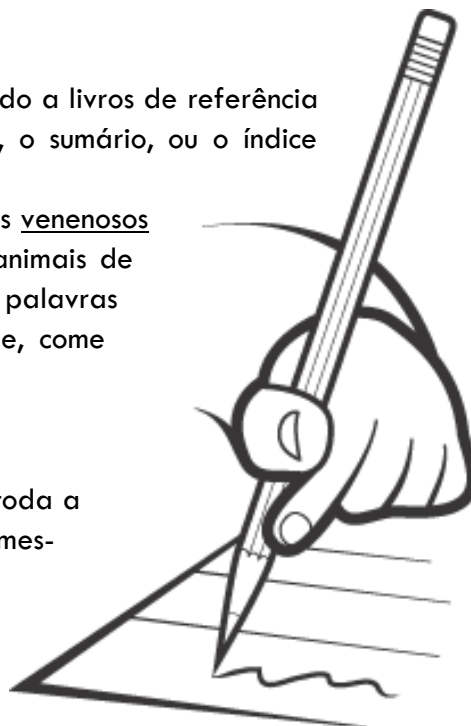 do a livros de referência
, o sumário, ou o índice
s venenosos
animais de
palavras
e, come
roda a
mes-